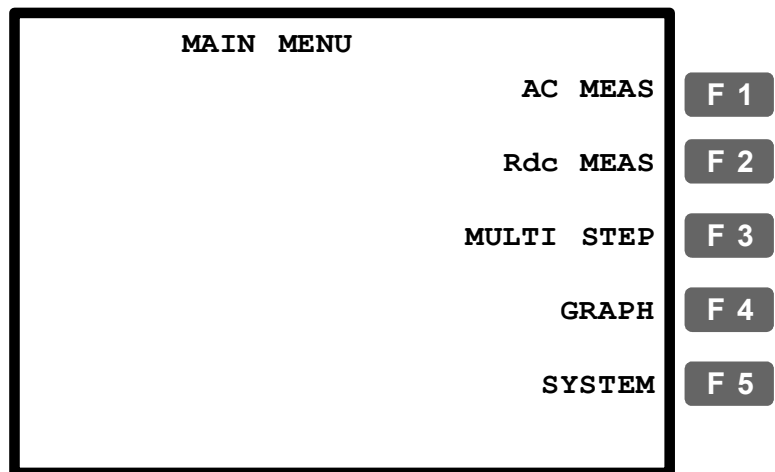 MAIN MENU
AC MEAS F 1
Rdc MEAS F 2
MULTI STEP F 3
GRAPH F 4
SYSTEM F 5